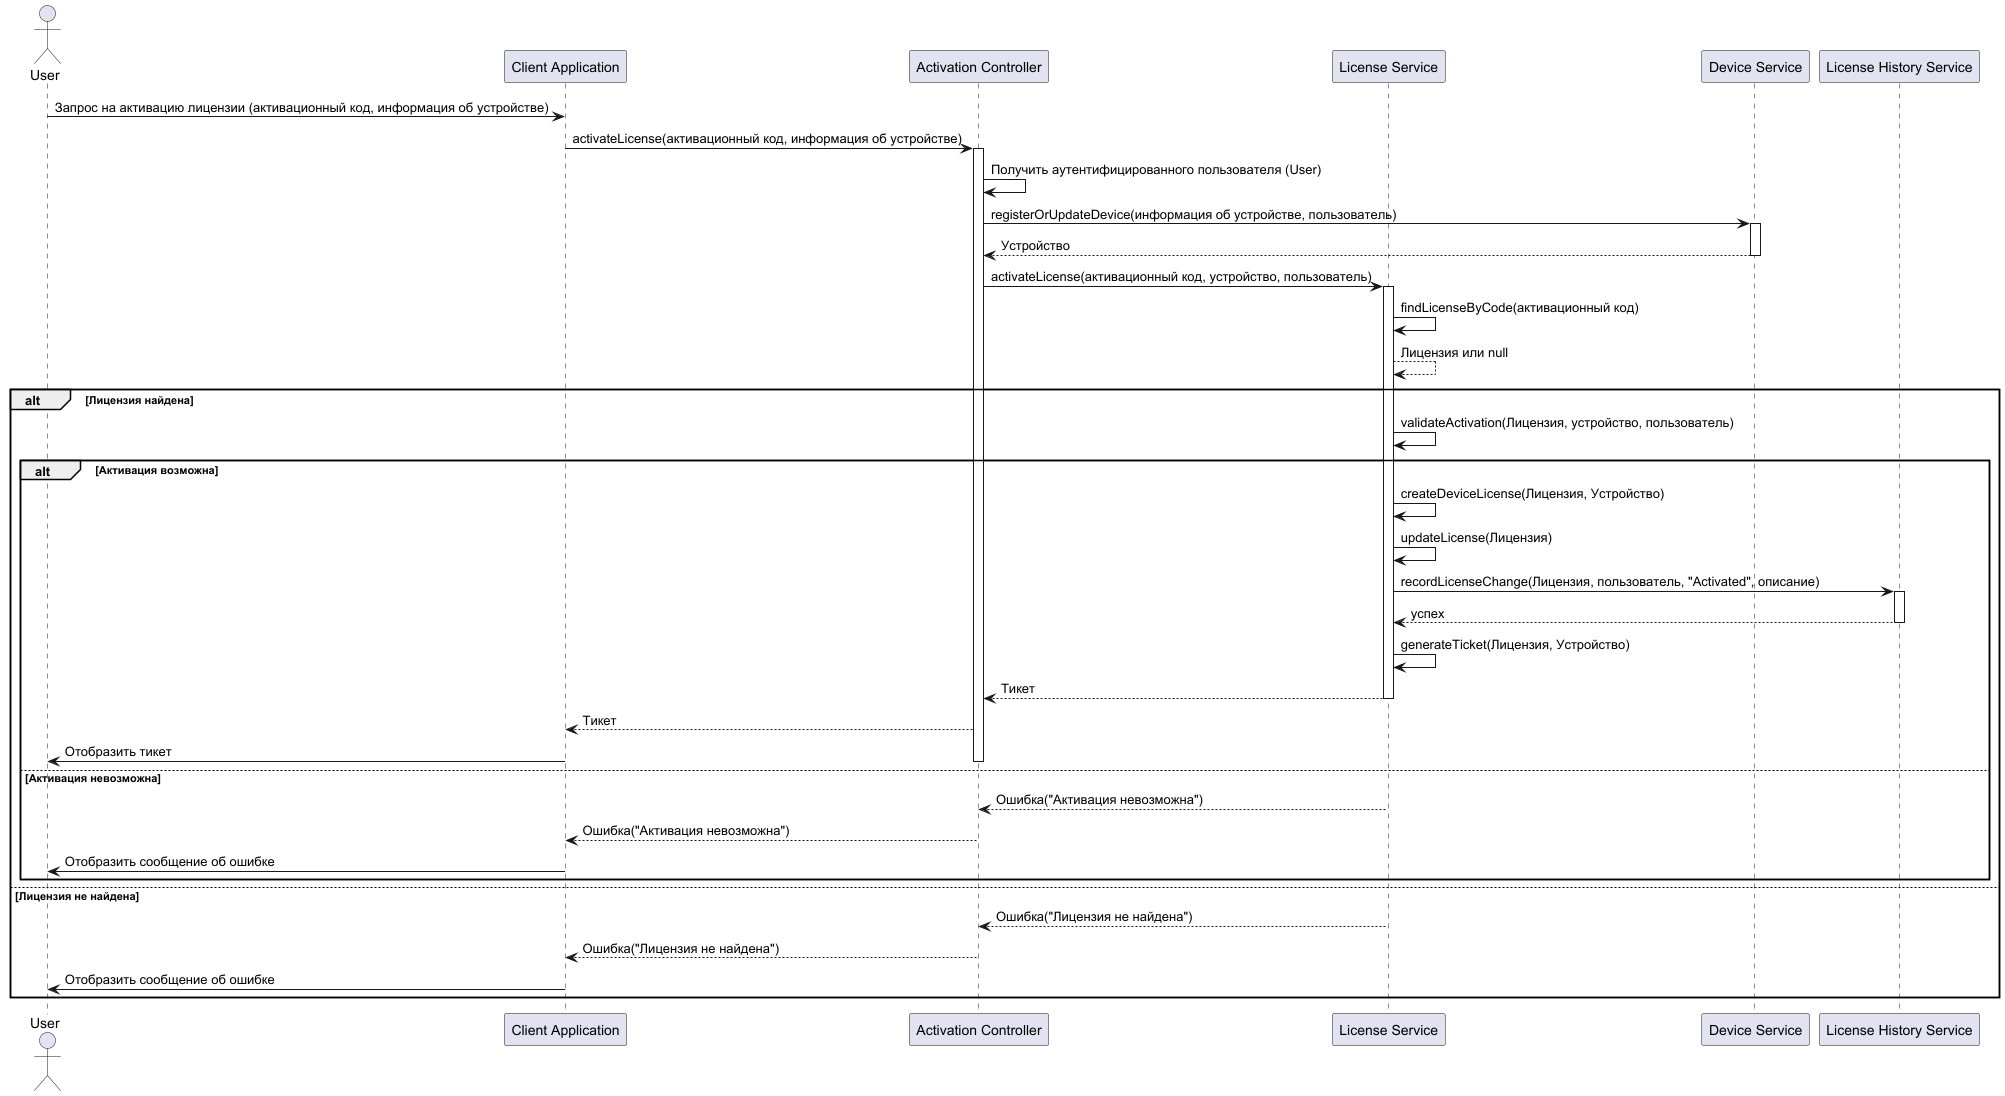 User
Client Application
Activation Controller
License Service
Device Service
License History Service
Запрос на активацию лицензии (активационный код, информация об устройстве)
activateLicense(активационный код, информация об устройстве)
Получить аутентифицированного пользователя (User)
registerOrUpdateDevice(информация об устройстве, пользователь)
Устройство
activateLicense(активационный код, устройство, пользователь)
findLicenseByCode(активационный код)
Лицензия или null
alt
[Лицензия найдена]
validateActivation(Лицензия, устройство, пользователь)
alt
[Активация возможна]
createDeviceLicense(Лицензия, Устройство)
updateLicense(Лицензия)
recordLicenseChange(Лицензия, пользователь, "Activated", описание)
успех
generateTicket(Лицензия, Устройство)
Тикет
Тикет
Отобразить тикет
[Активация невозможна]
Ошибка("Активация невозможна")
Ошибка("Активация невозможна")
Отобразить сообщение об ошибке
[Лицензия не найдена]
Ошибка("Лицензия не найдена")
Ошибка("Лицензия не найдена")
Отобразить сообщение об ошибке
User
Client Application
Activation Controller
License Service
Device Service
License History Service